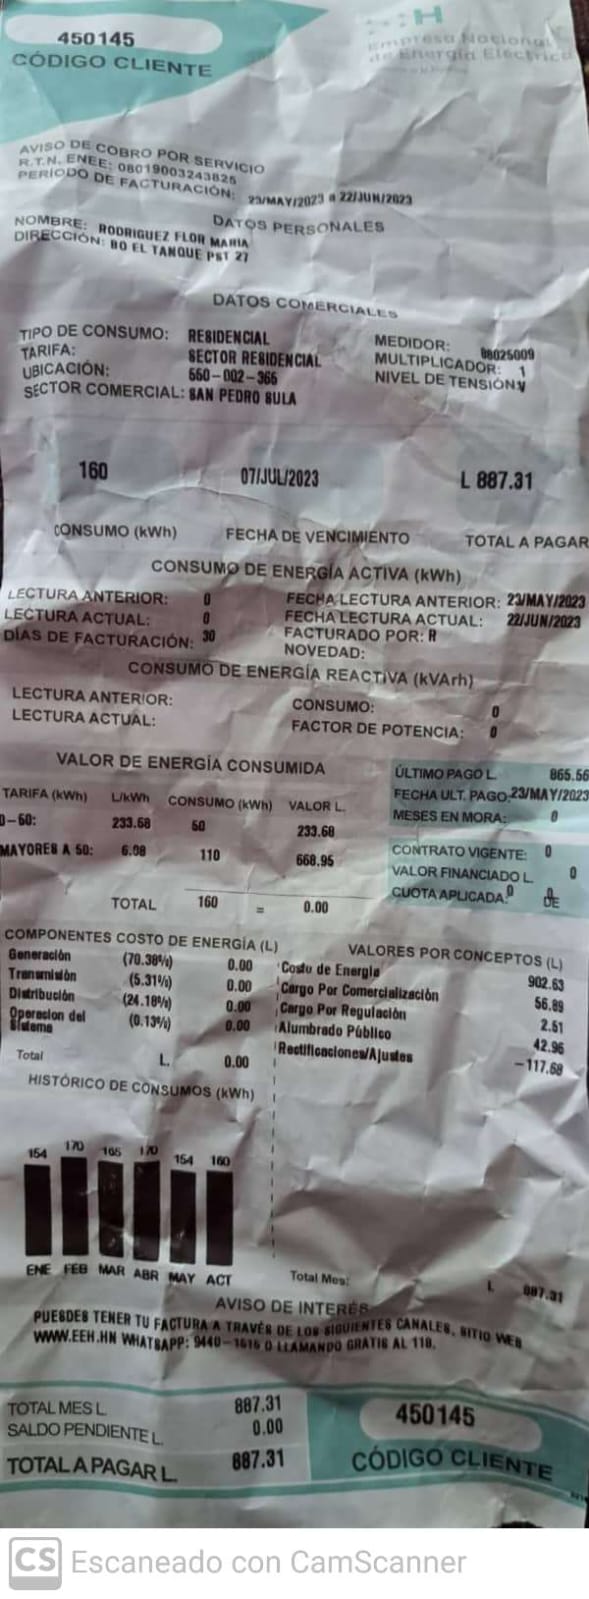 450145
CÓDIGO CLIENTE
EEH
Empresa Nacional
de Energía Eléctrica
AVISO DE COBRO POR SERVICIO
R.T.N. ENEE: 08019003243825
PERÍODO DE FACTURACIÓN: 23/MAY/2023 a 22/JUN/2023
DATOS PERSONALES
NOMBRE: RODRIGUEZ FLOR MARIA
DIRECCIÓN: BO EL TANQUE PST 27
DATOS COMERCIALES
TIPO DE CONSUMO: RESIDENCIAL MEDIDOR: 88025009
TARIFA: SECTOR RESIDENCIAL MULTIPLICADOR: 1
UBICACIÓN: 550-002-366 NIVEL DE TENSIÓN
SECTOR COMERCIAL: SAN PEDRO SULA
160 07/JUL/2023 L 887.31
CONSUMO (kWh) FECHA DE VENCIMIENTO TOTAL A PAGAR
CONSUMO DE ENERGÍA ACTIVA (kWh)
LECTURA ANTERIOR: 0 FECHA LECTURA ANTERIOR: 23/MAY/2023
LECTURA ACTUAL: 0 FECHA LECTURA ACTUAL: 22/JUN/2023
DÍAS DE FACTURACIÓN: 30 FACTURADO POR: R
NOVEDAD:
CONSUMO DE ENERGÍA REACTIVA (kVArh)
LECTURA ANTERIOR: CONSUMO: 0
LECTURA ACTUAL: FACTOR DE POTENCIA: 0
VALOR DE ENERGÍA CONSUMIDA ÚLTIMO PAGO L. 865.56
TARIFA (kWh) L/kWh CONSUMO (kWh) VALOR L. FECHA ULT. PAGO: 23/MAY/2023
0-50: 233.68 50 233.68 MESES EN MORA: 0
MAYORES A 50: 6.08 110 668.95 CONTRATO VIGENTE: 0
VALOR FINANCIADO L. 0
TOTAL 160 = 0.00 CUOTA APLICADA: 0 DE
COMPONENTES COSTO DE ENERGÍA (L) VALORES POR CONCEPTOS (L)
Generación (70.38%) 0.00 Costo de Energía 902.63
Transmisión (5.31%) 0.00 Cargo Por Comercialización 56.89
Distribución (24.18%) 0.00 Cargo Por Regulación 2.51
Operacion del Sistema (0.13%) 0.00 Alumbrado Público 42.96
Rectificaciones/Ajustes -117.68
Total L. 0.00
HISTÓRICO DE CONSUMOS (kWh)
154 170 165 170 154 160
ENE FEB MAR ABR MAY ACT
Total Mes: L 887.31
AVISO DE INTERÉS
PUESDES TENER TU FACTURA A TRAVÉS DE LOS SIGUIENTES CANALES, SITIO WEB
WWW.EEH.HN WHATSAPP: 9440-1616 O LLAMANDO GRATIS AL 118.
TOTAL MES L. 887.31
SALDO PENDIENTE L. 0.00
TOTAL A PAGAR L. 887.31
450145
CÓDIGO CLIENTE
CS Escaneado con CamScanner